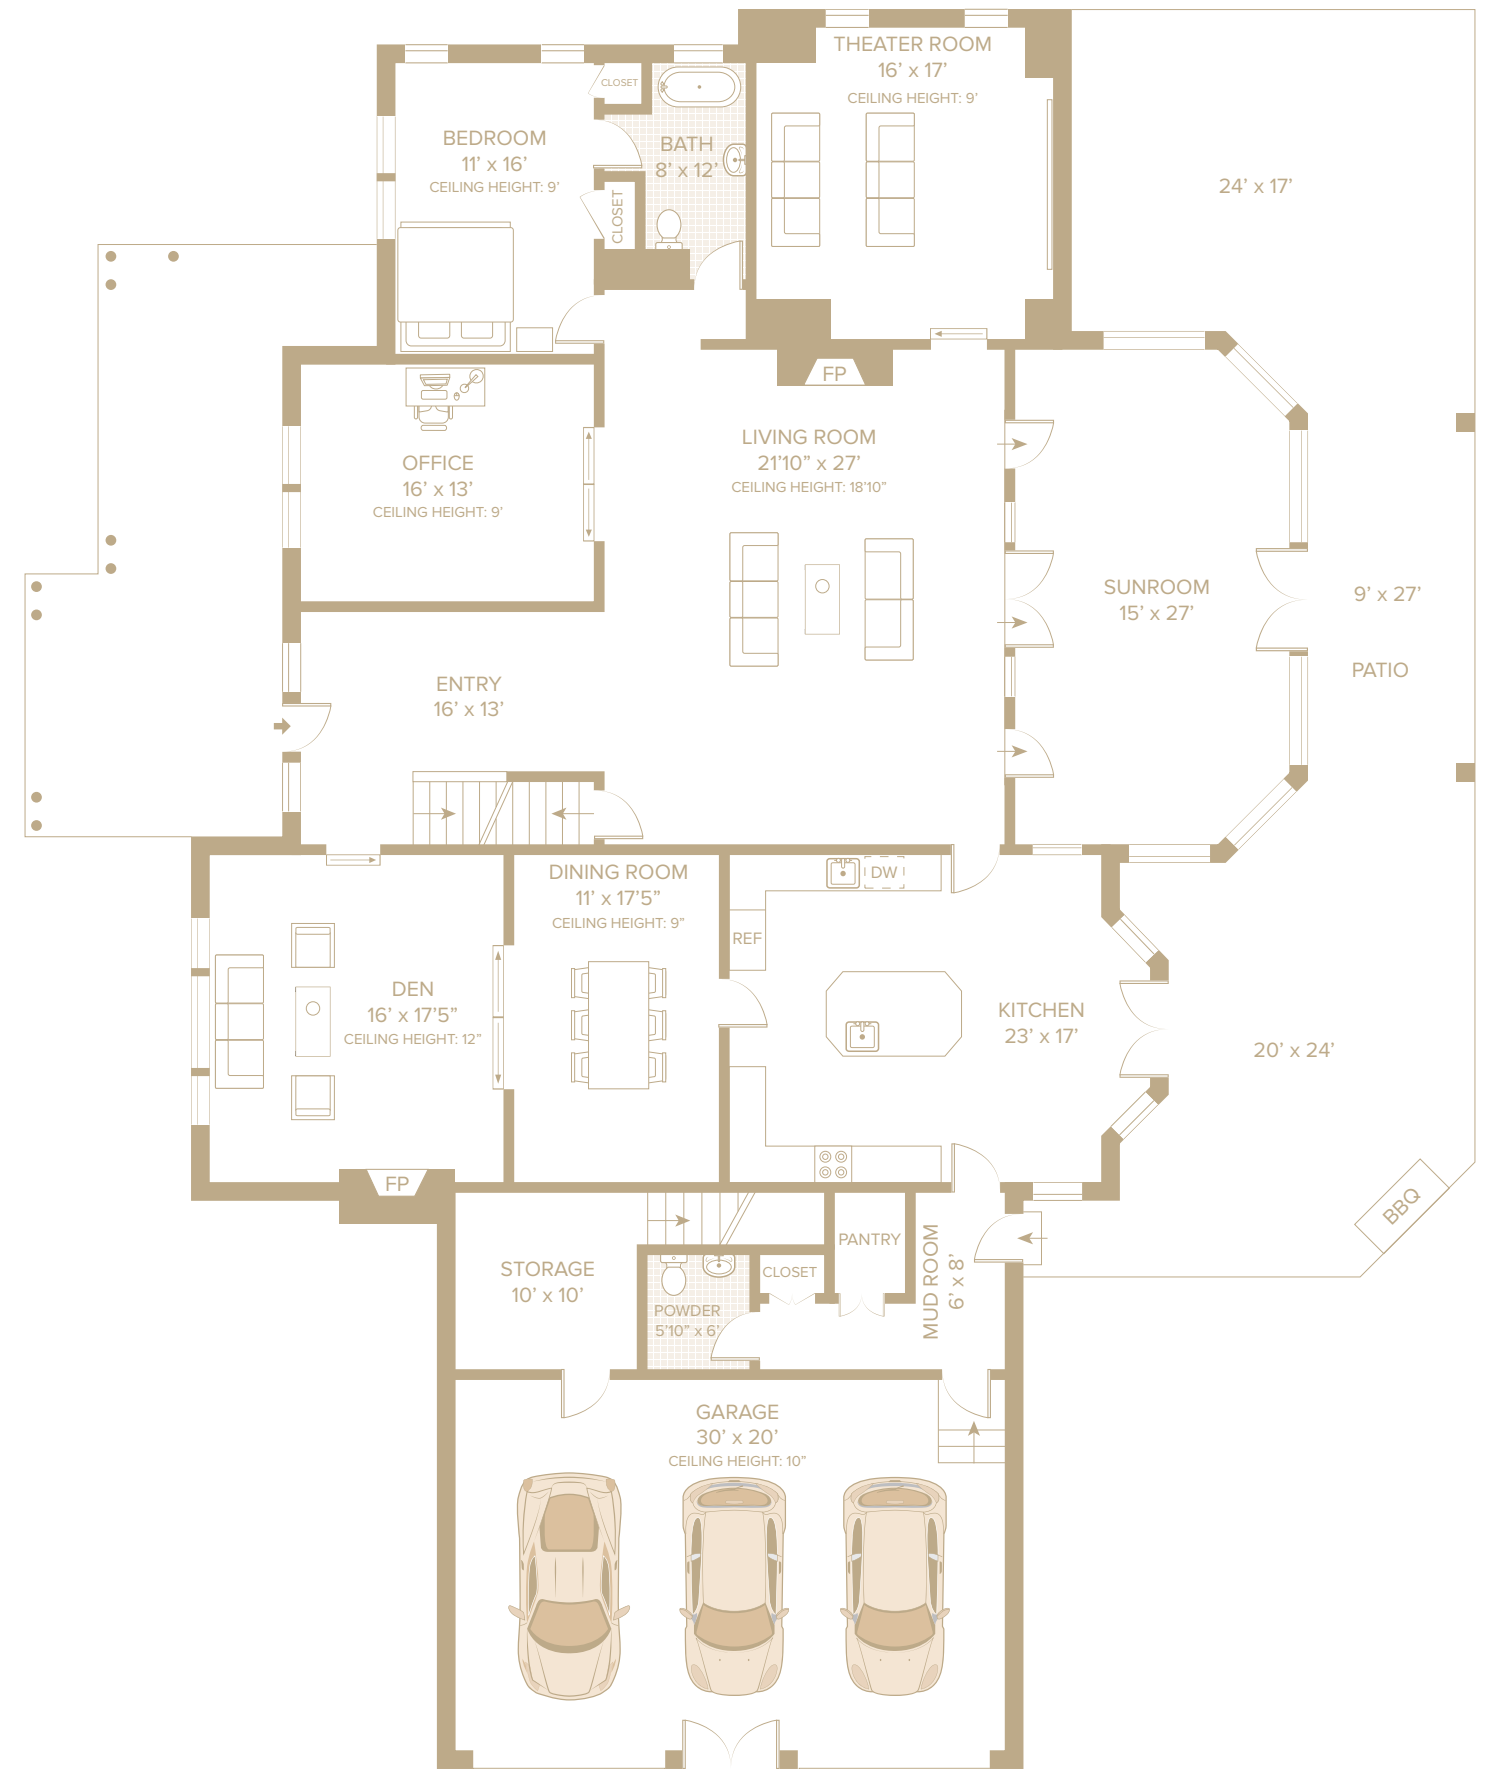 THEATER ROOM
16’ x 17’
CEILING HEIGHT: 9’
CLOSET
BEDROOM
11’ x 16’
CEILING HEIGHT: 9’
BATH
8’ x 12’
CLOSET
24’ x 17’
FP
LIVING ROOM
21’10” x 27’
CEILING HEIGHT: 18’10”
OFFICE
16’ x 13’
CEILING HEIGHT: 9’
SUNROOM
15’ x 27’
9’ x 27’
PATIO
ENTRY
16’ x 13’
DINING ROOM
11’ x 17’5”
CEILING HEIGHT: 9”
DW
REF
DEN
16’ x 17’5”
CEILING HEIGHT: 12”
KITCHEN
23’ x 17’
20’ x 24’
FP
BBQ
PANTRY
MUD ROOM
6’ x 8’
STORAGE
10’ x 10’
CLOSET
POWDER
5’10” x 6’
GARAGE
30’ x 20’
CEILING HEIGHT: 10”